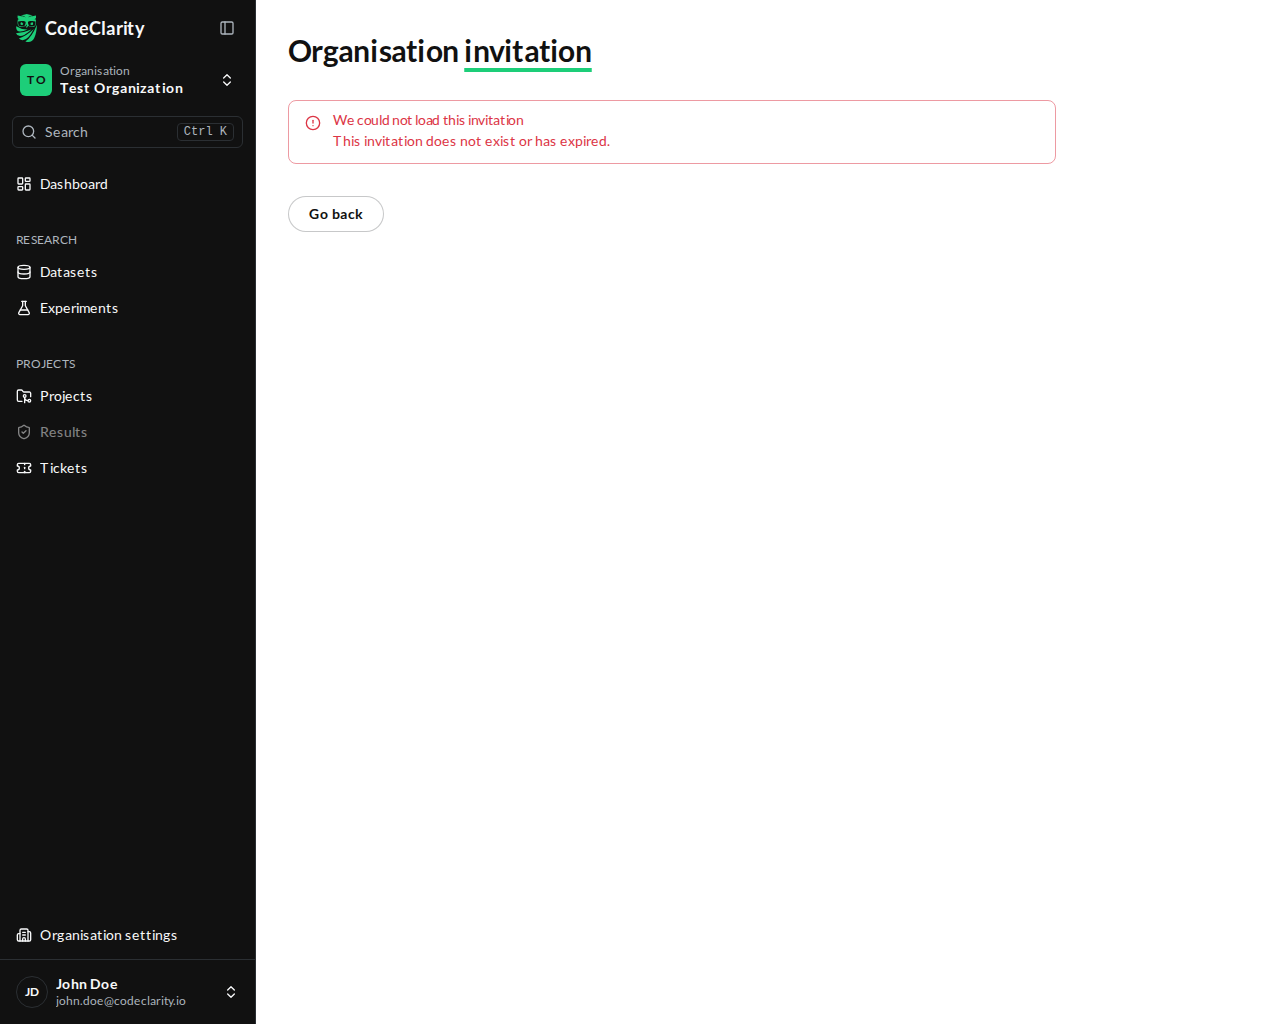 CodeClarity
TO
Organisation
Test Organization
Search
Ctrl K
Dashboard
RESEARCH
Datasets
Experiments
PROJECTS
Projects
Results
Tickets
Organisation settings
JD
John Doe
john.doe@codeclarity.io
Organisation invitation
We could not load this invitation
This invitation does not exist or has expired.
Go back